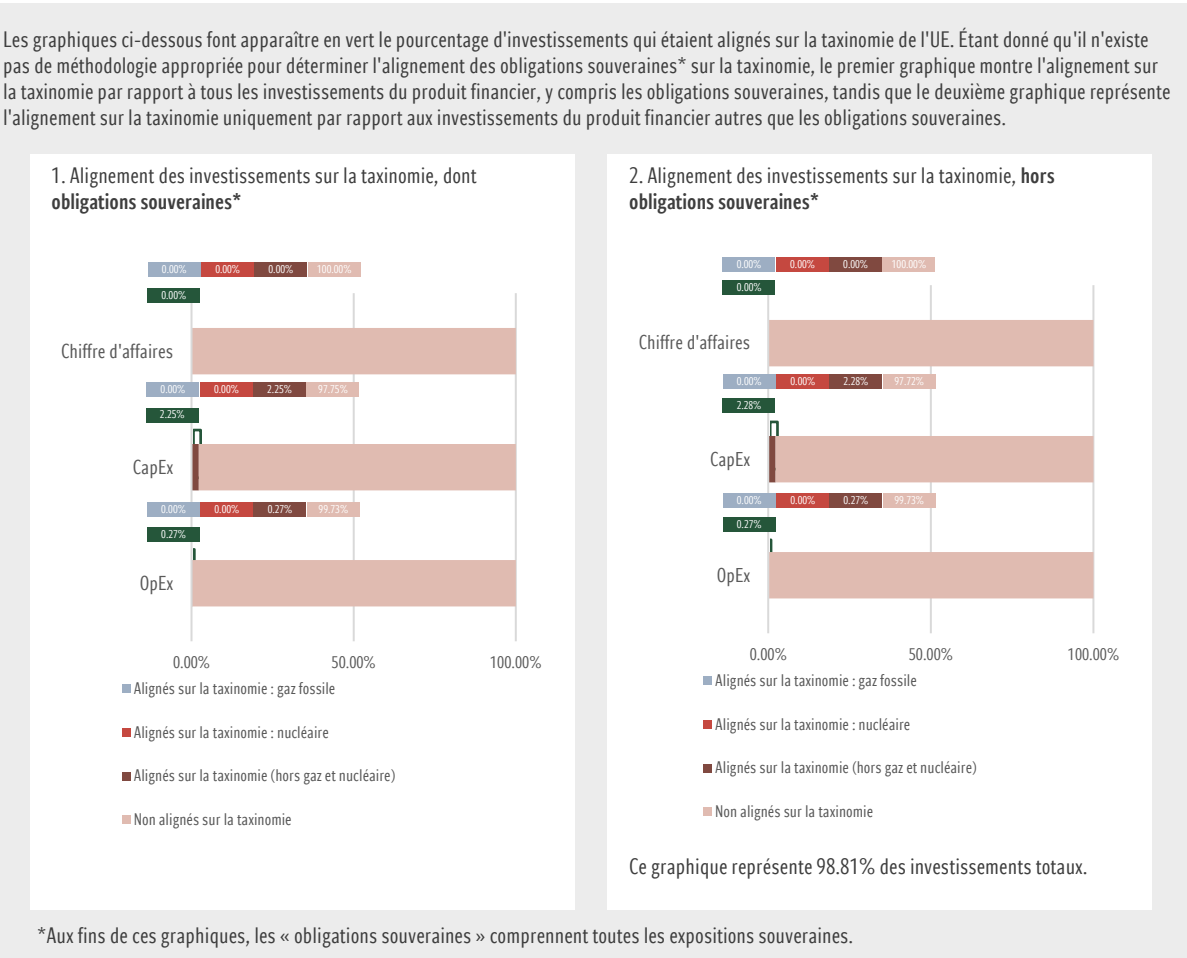 Les graphiques ci-dessous font apparaître en vert le pourcentage d'investissements qui étaient alignés sur la taxinomie de l'UE. Étant donné qu'il n'existe
pas de méthodologie appropriée pour déterminer l'alignement des obligations souveraines* sur la taxinomie, le premier graphique montre l'alignement sur
la taxinomie par rapport à tous les investissements du produit financier, y compris les obligations souveraines, tandis que le deuxième graphique représente
l'alignement sur la taxinomie uniquement par rapport aux investissements du produit financier autres que les obligations souveraines.
1. Alignement des investissements sur la taxinomie, dont
obligations souveraines*
0.00% 0.00% 0.00% 100.00%
0.00%
Chiffre d'affaires
0.00% 0.00% 2.25% 97.75%
2.25%
CapEx
0.00% 0.00% 0.27% 99.73%
0.27%
OpEx
0.00% 50.00% 100.00%
Alignés sur la taxinomie : gaz fossile
Alignés sur la taxinomie : nucléaire
Alignés sur la taxinomie (hors gaz et nucléaire)
Non alignés sur la taxinomie
2. Alignement des investissements sur la taxinomie, hors
obligations souveraines*
0.00% 0.00% 0.00% 100.00%
0.00%
Chiffre d'affaires
0.00% 0.00% 2.28% 97.72%
2.28%
CapEx
0.00% 0.00% 0.27% 99.73%
0.27%
OpEx
0.00% 50.00% 100.00%
Alignés sur la taxinomie : gaz fossile
Alignés sur la taxinomie : nucléaire
Alignés sur la taxinomie (hors gaz et nucléaire)
Non alignés sur la taxinomie
Ce graphique représente 98.81% des investissements totaux.
*Aux fins de ces graphiques, les « obligations souveraines » comprennent toutes les expositions souveraines.